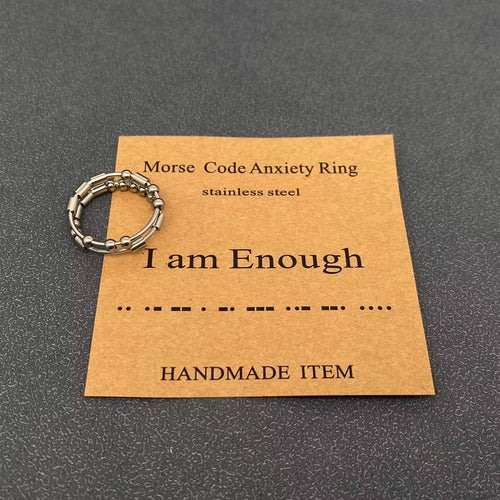 Morse Code Anxiety Ring
stainless steel
I am Enough
·· ·– –– · –· ––– ··– ––· ····
HANDMADE ITEM